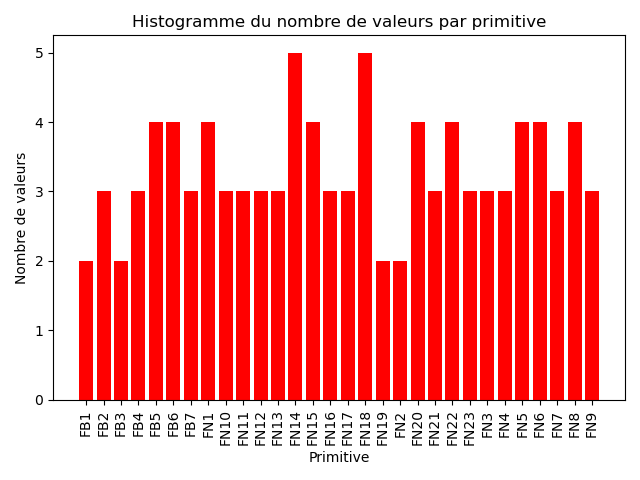 Histogramme du nombre de valeurs par primitive
Nombre de valeurs
5
4
3
2
1
0
FB1
FB2
FB3
FB4
FB5
FB6
FB7
FN1
FN10
FN11
FN12
FN13
FN14
FN15
FN16
FN17
FN18
FN19
FN2
FN20
FN21
FN22
FN23
FN3
FN4
FN5
FN6
FN7
FN8
FN9
Primitive